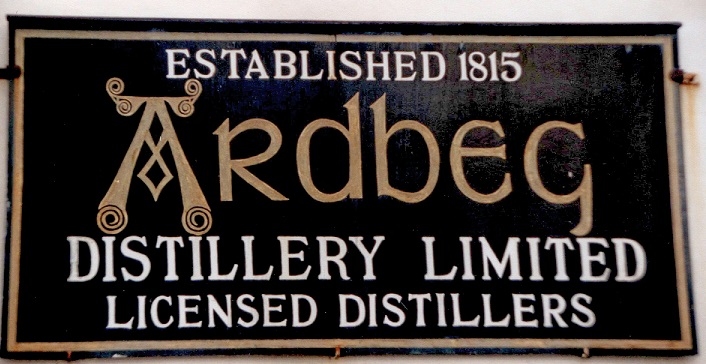 ESTABLISHED 1815
ArdbEg
DISTILLERY LIMITED
LICENSED DISTILLERS